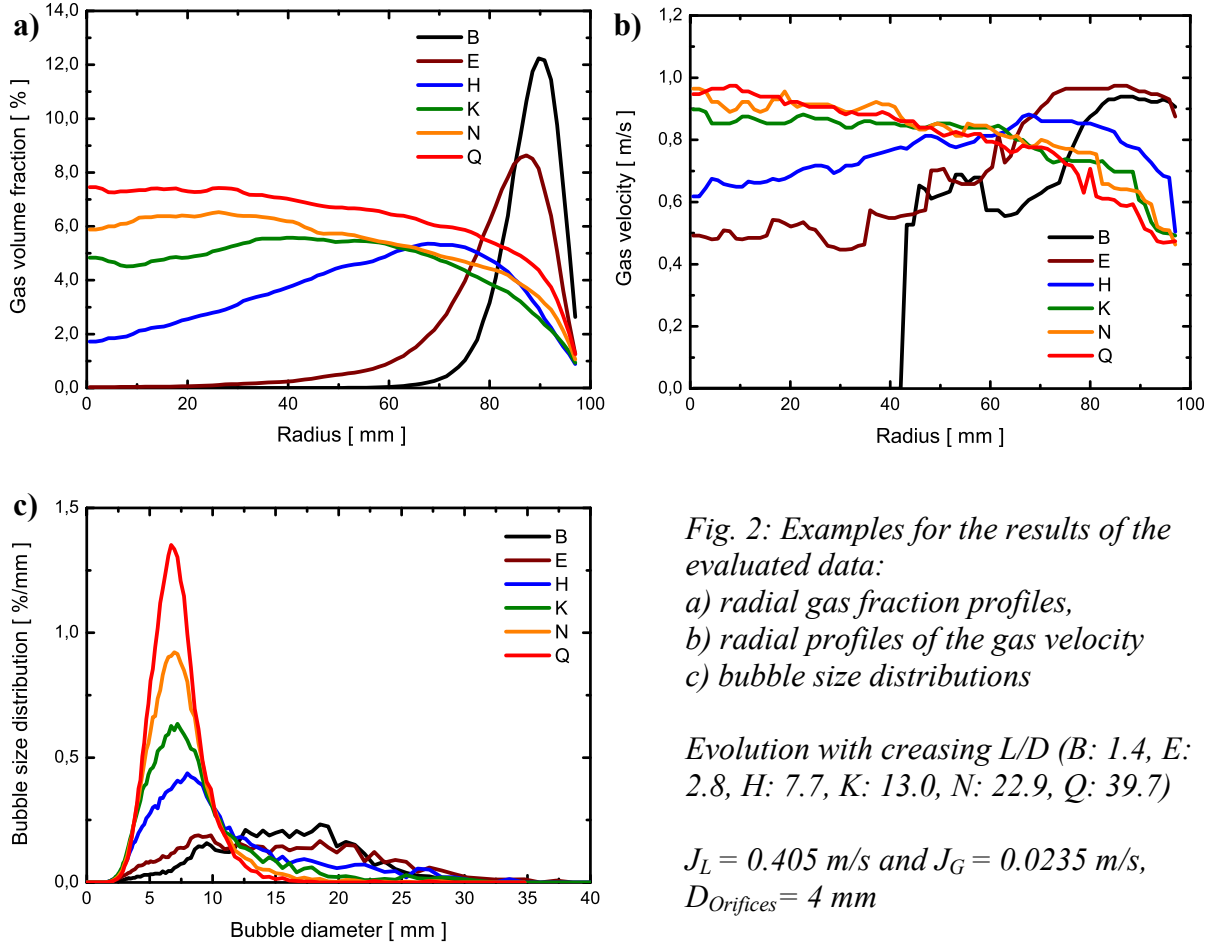 a)
14,0
12,0
10,0
8,0
6,0
4,0
2,0
0,0
Gas volume fraction [ % ]
B
E
H
K
N
Q
0 20 40 60 80 100
Radius [ mm ]
b)
1,2
1,0
0,8
0,6
0,4
0,2
0,0
Gas velocity [ m/s ]
B
E
H
K
N
Q
0 20 40 60 80 100
Radius [ mm ]
c)
1,5
1,0
0,5
0,0
Bubble size distribution [ %/mm ]
B
E
H
K
N
Q
0 5 10 15 20 25 30 35 40
Bubble diameter [ mm ]
Fig. 2: Examples for the results of the
evaluated data:
a) radial gas fraction profiles,
b) radial profiles of the gas velocity
c) bubble size distributions
Evolution with creasing L/D (B: 1.4, E:
2.8, H: 7.7, K: 13.0, N: 22.9, Q: 39.7)
J_L = 0.405 m/s and J_G = 0.0235 m/s,
D_Orifices = 4 mm